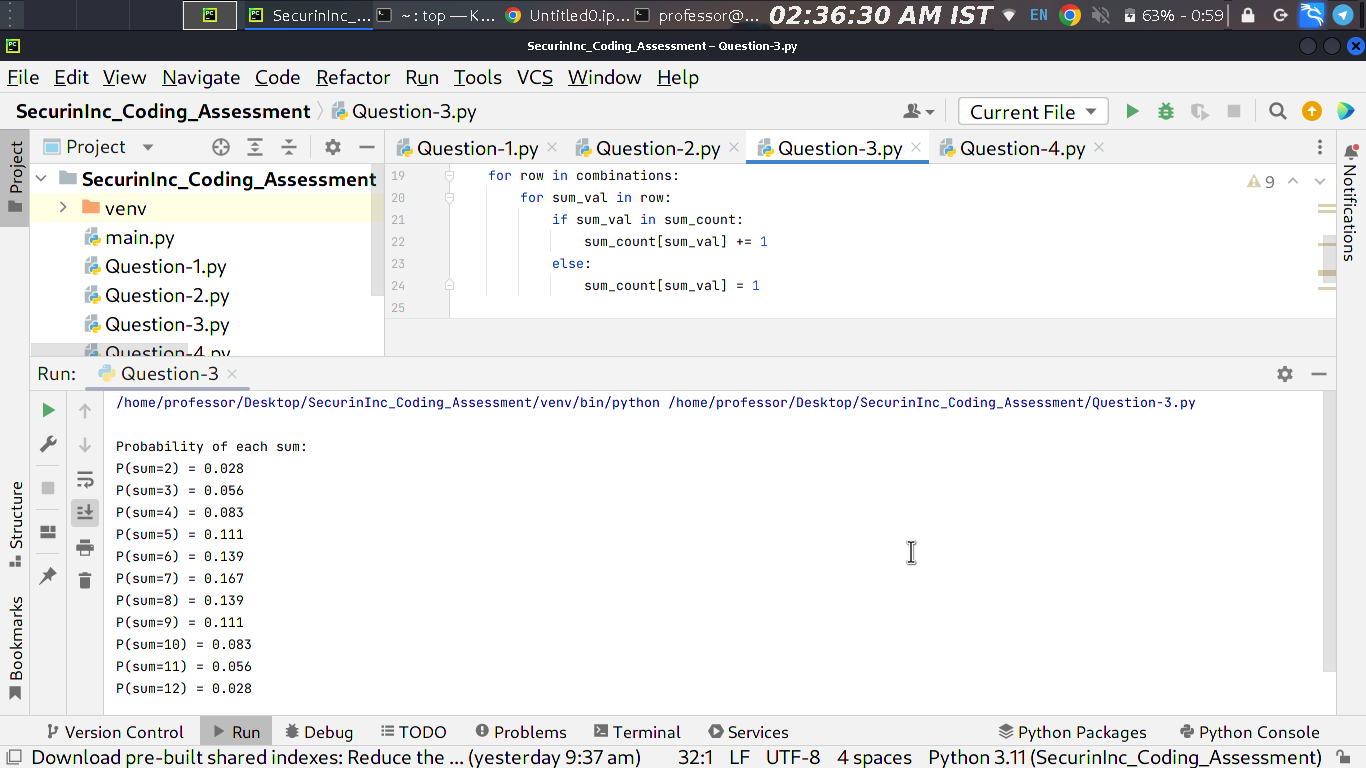 SecurinInc_...
~ : top — K...
Untitled0.ip...
professor@...
02:36:30 AM IST
EN
63% - 0:59
SecurinInc_Coding_Assessment – Question-3.py
File Edit View Navigate Code Refactor Run Tools VCS Window Help
SecurinInc_Coding_Assessment
Question-3.py
Current File
Project
Project
Question-1.py
Question-2.py
Question-3.py
Question-4.py
Notifications
SecurinInc_Coding_Assessment
venv
main.py
Question-1.py
Question-2.py
Question-3.py
Question-4.py
9
19 for row in combinations:
20 for sum_val in row:
21 if sum_val in sum_count:
22 sum_count[sum_val] += 1
23 else:
24 sum_count[sum_val] = 1
25
Run: Question-3
/home/professor/Desktop/SecurinInc_Coding_Assessment/venv/bin/python /home/professor/Desktop/SecurinInc_Coding_Assessment/Question-3.py
Probability of each sum:
P(sum=2) = 0.028
P(sum=3) = 0.056
P(sum=4) = 0.083
P(sum=5) = 0.111
P(sum=6) = 0.139
P(sum=7) = 0.167
P(sum=8) = 0.139
P(sum=9) = 0.111
P(sum=10) = 0.083
P(sum=11) = 0.056
P(sum=12) = 0.028
Structure
Bookmarks
Version Control Run Debug TODO Problems Terminal Services Python Packages Python Console
Download pre-built shared indexes: Reduce the ... (yesterday 9:37 am) 32:1 LF UTF-8 4 spaces Python 3.11 (SecurinInc_Coding_Assessment)